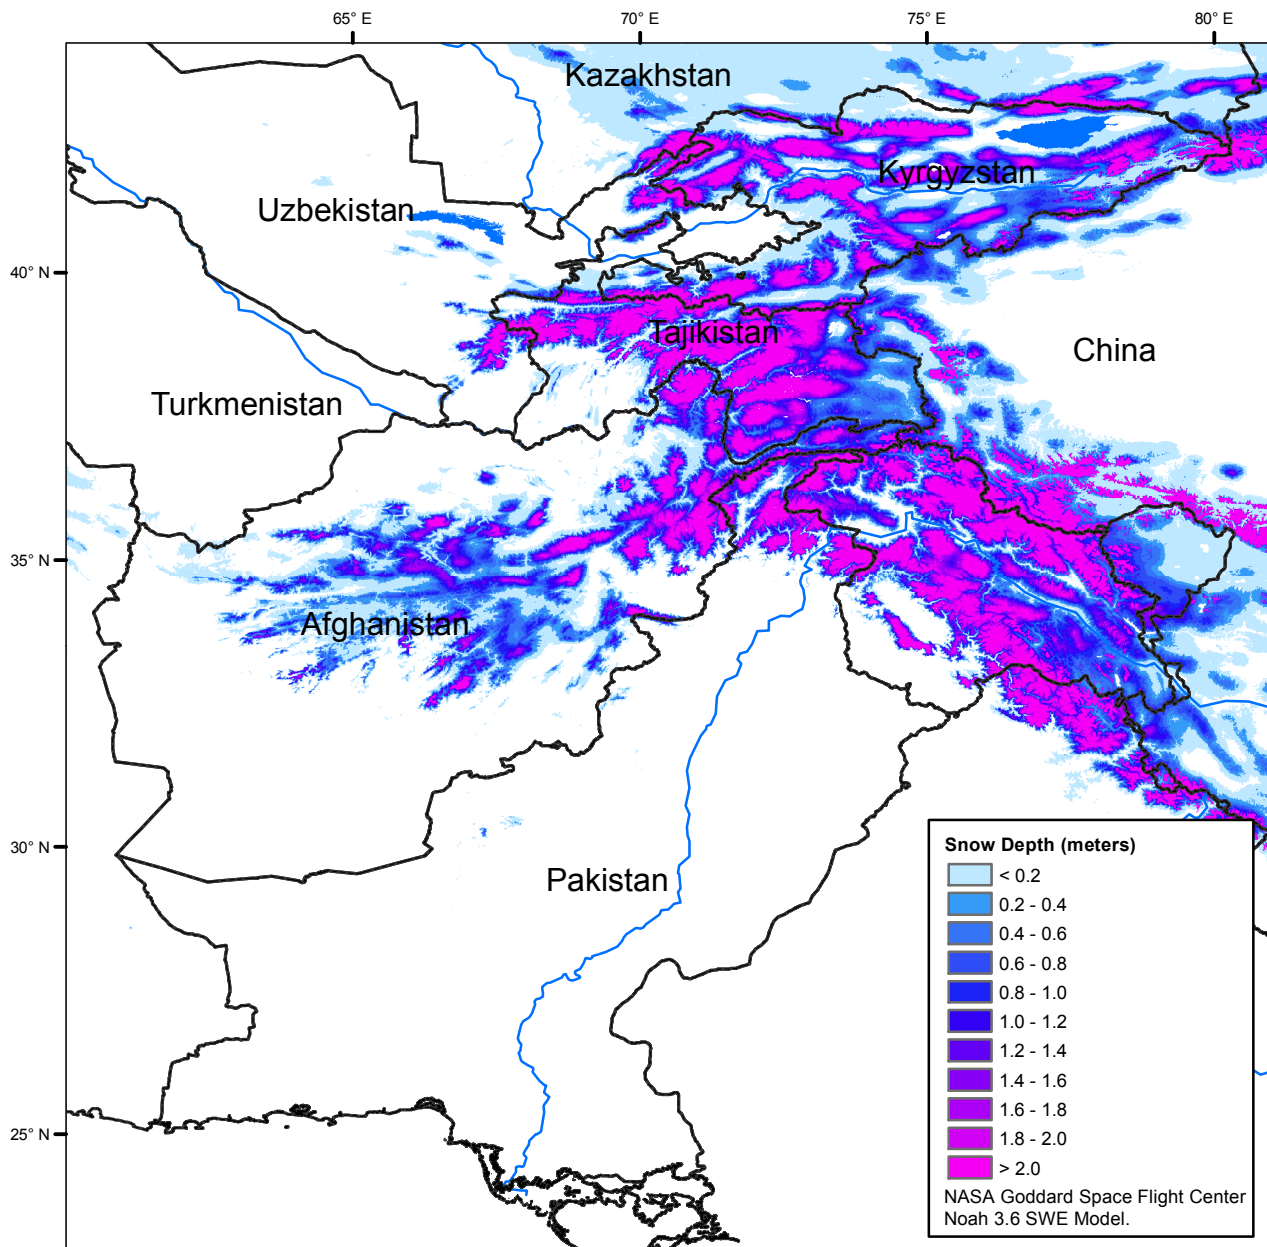 65° E
70° E
75° E
80° E
Kazakhstan
Kyrgyzstan
Uzbekistan
40° N
Tajikistan
China
Turkmenistan
35° N
Afghanistan
30° N
Pakistan
25° N
Snow Depth (meters)
< 0.2
0.2 - 0.4
0.4 - 0.6
0.6 - 0.8
0.8 - 1.0
1.0 - 1.2
1.2 - 1.4
1.4 - 1.6
1.6 - 1.8
1.8 - 2.0
> 2.0
NASA Goddard Space Flight Center
Noah 3.6 SWE Model.